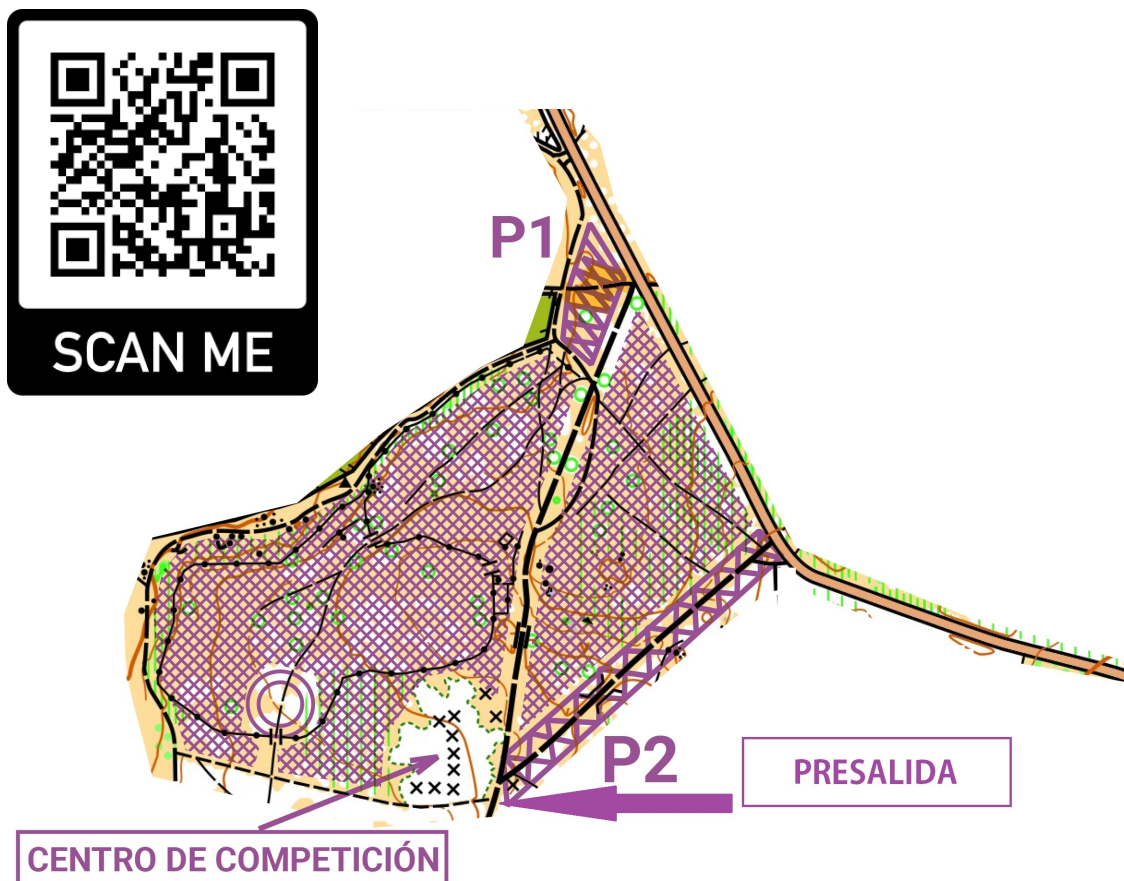 SCAN ME
P1
P2
PRESALIDA
CENTRO DE COMPETICIÓN